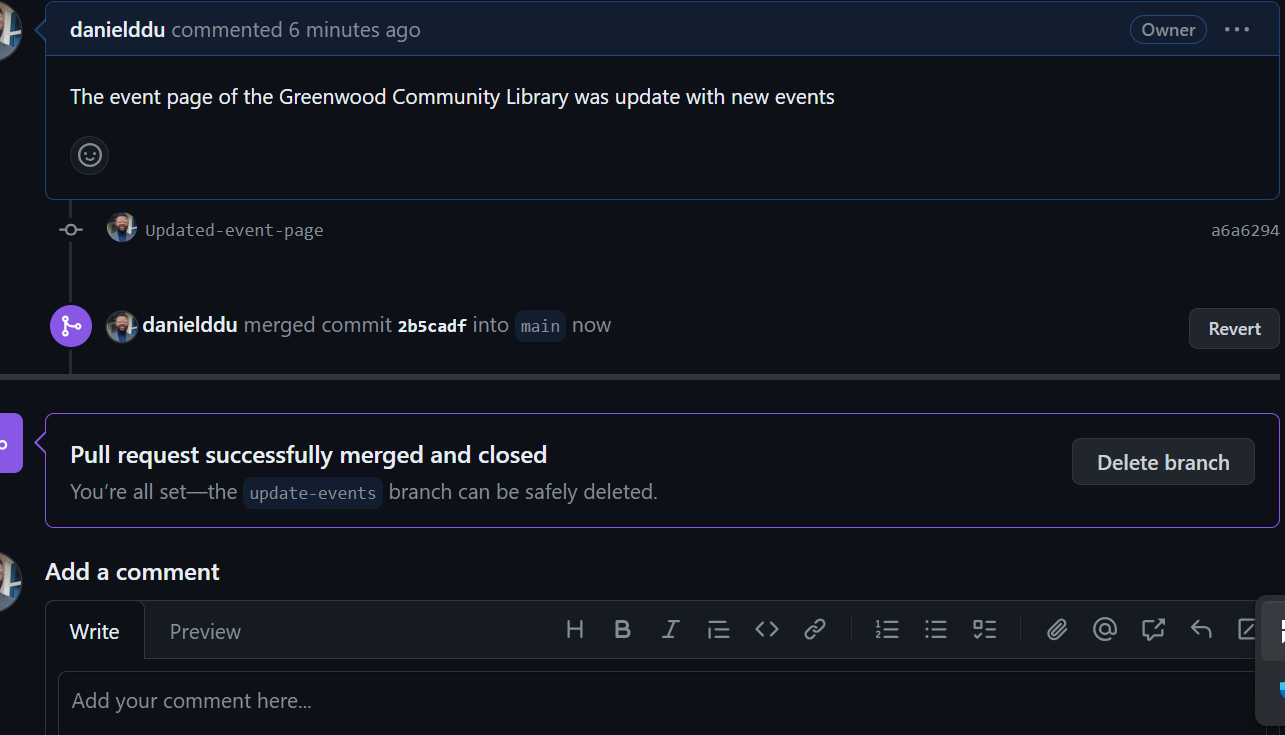 danielddu commented 6 minutes ago Owner
The event page of the Greenwood Community Library was update with new events
Updated-event-page a6a6294
danielddu merged commit 2b5cadf into main now Revert
Pull request successfully merged and closed
You’re all set—the update-events branch can be safely deleted. Delete branch
Add a comment
Write Preview
Add your comment here...